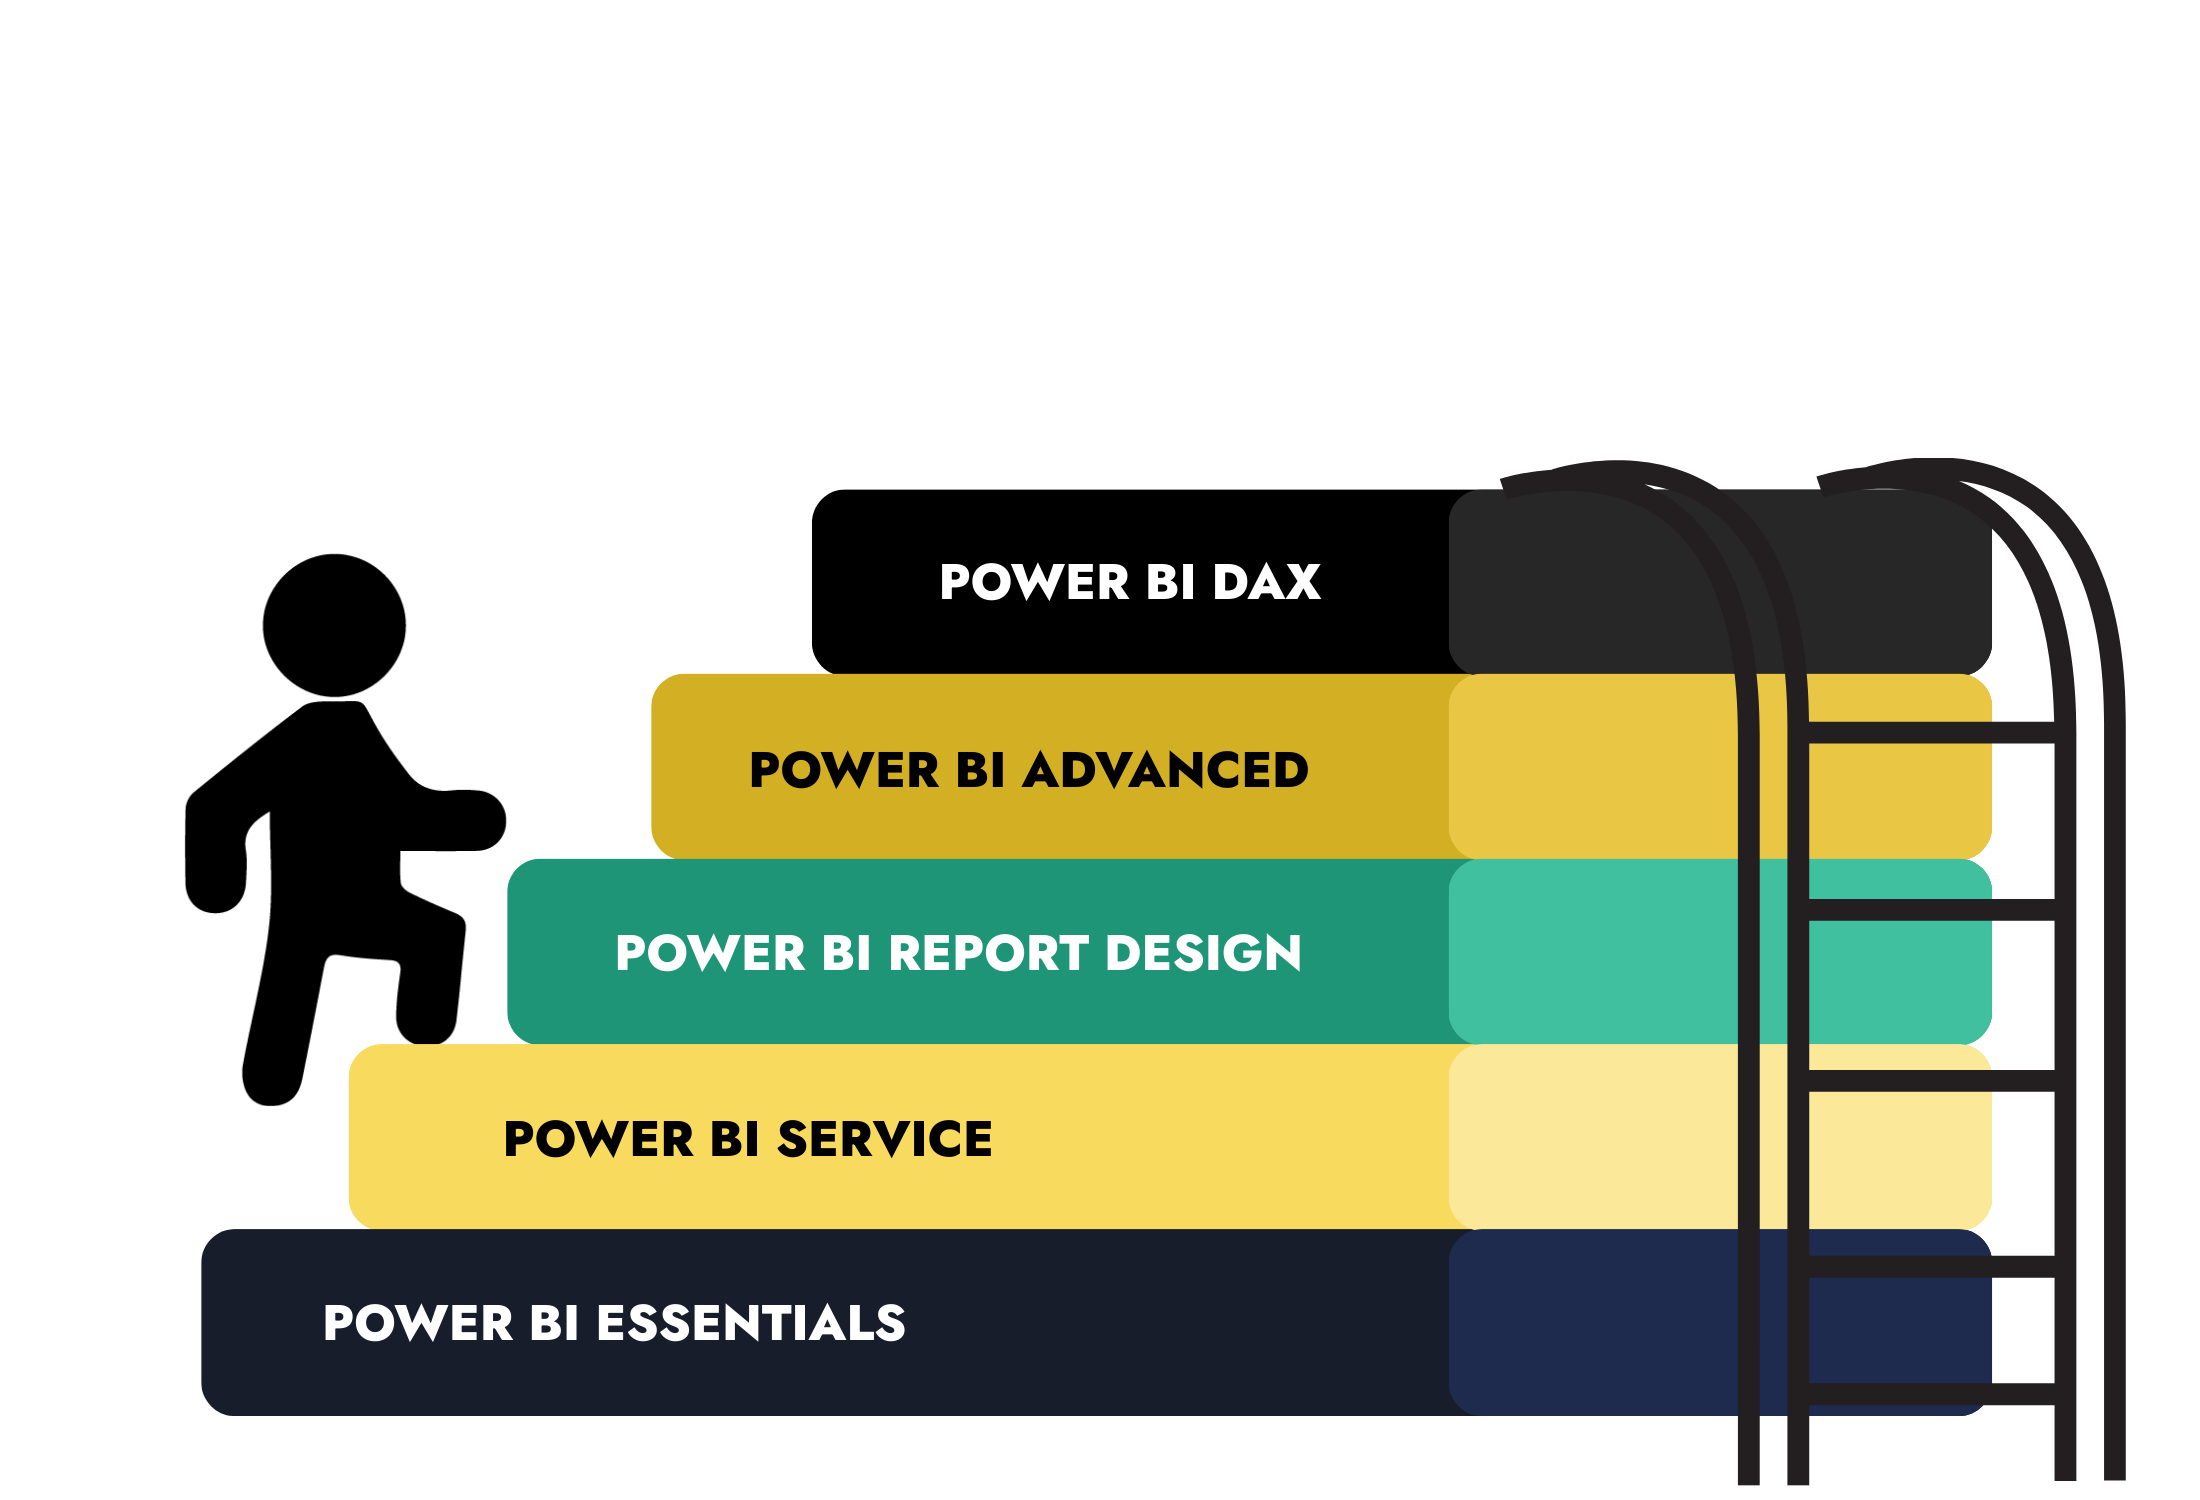 POWER BI DAX
POWER BI ADVANCED
POWER BI REPORT DESIGN
POWER BI SERVICE
POWER BI ESSENTIALS